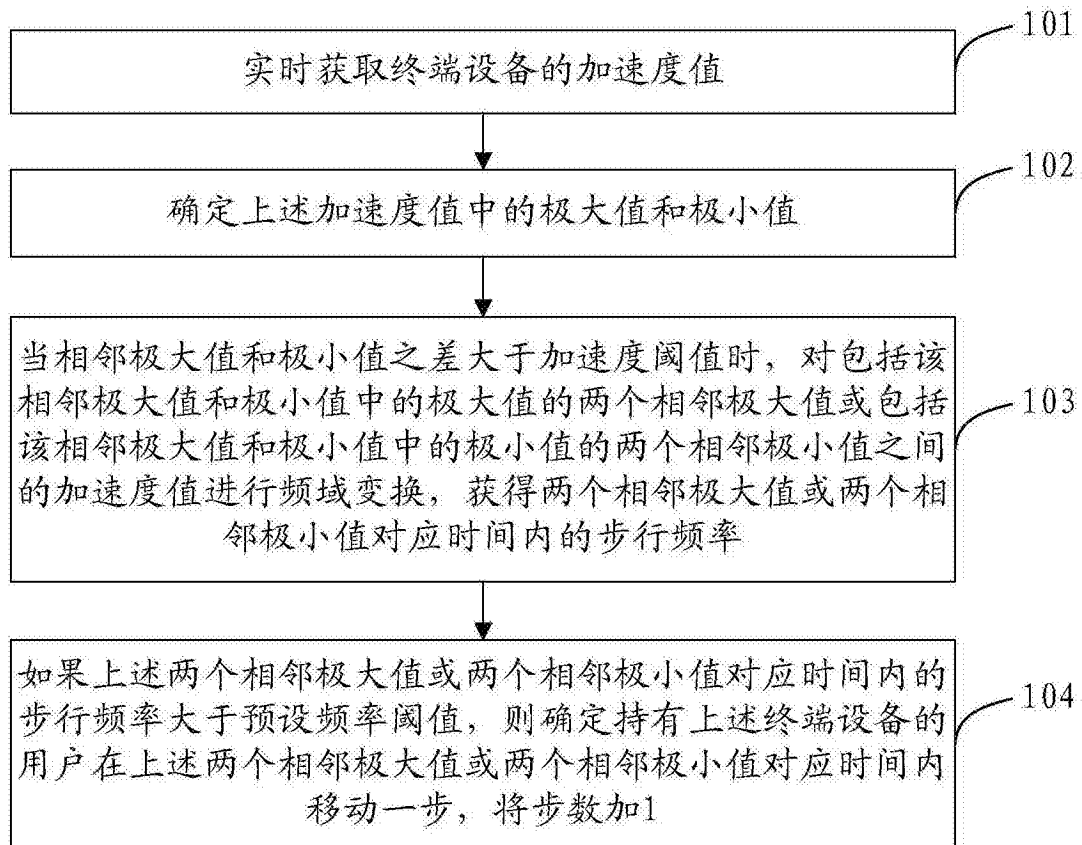 101
实时获取终端设备的加速度值
102
确定上述加速度值中的极大值和极小值
当相邻极大值和极小值之差大于加速度阈值时，对包括该
相邻极大值和极小值中的极大值的两个相邻极大值或包括
该相邻极大值和极小值中的极小值的两个相邻极小值之间
的加速度值进行频域变换，获得两个相邻极大值或两个相
邻极小值对应时间内的步行频率
103
如果上述两个相邻极大值或两个相邻极小值对应时间内的
步行频率大于预设频率阈值，则确定持有上述终端设备的
用户在上述两个相邻极大值或两个相邻极小值对应时间内
移动一步，将步数加1
104